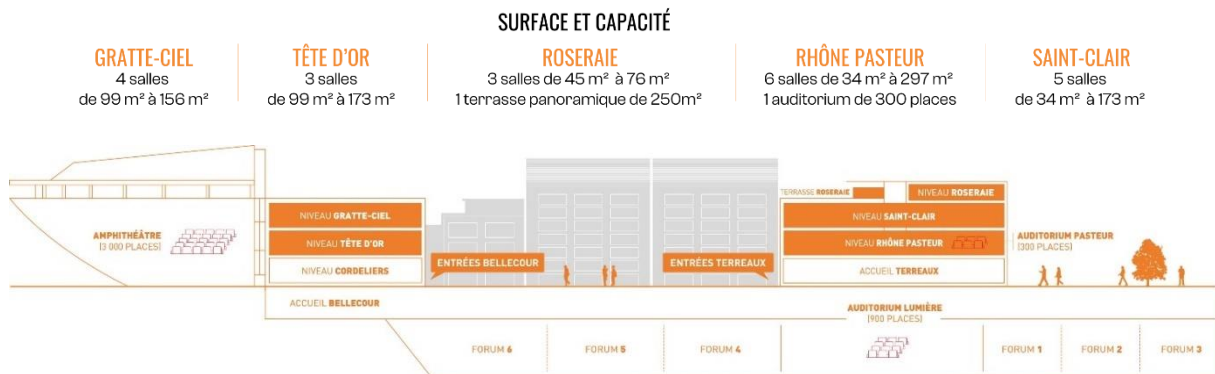 SURFACE ET CAPACITÉ
GRATTE-CIEL
4 salles
de 99 m² à 156 m²
TÊTE D'OR
3 salles
de 99 m² à 173 m²
ROSERAIE
3 salles de 45 m² à 76 m²
1 terrasse panoramique de 250m²
RHÔNE PASTEUR
6 salles de 34 m² à 297 m²
1 auditorium de 300 places
SAINT-CLAIR
5 salles
de 34 m² à 173 m²
AMPHITHÉÂTRE
[3 000 PLACES]
NIVEAU GRATTE-CIEL
NIVEAU TÊTE D'OR
NIVEAU CORDELIERS
ACCUEIL BELLECOUR
ENTRÉES BELLECOUR
ENTRÉES TERREAUX
TERRASSE ROSERAIE
NIVEAU ROSERAIE
NIVEAU SAINT-CLAIR
NIVEAU RHÔNE PASTEUR
ACCUEIL TERREAUX
AUDITORIUM PASTEUR
[300 PLACES]
AUDITORIUM LUMIÈRE
[900 PLACES]
FORUM 6
FORUM 5
FORUM 4
FORUM 1
FORUM 2
FORUM 3